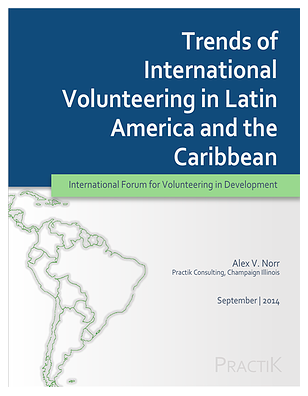 Trends of
International
Volunteering in Latin
America and the
Caribbean
International Forum for Volunteering in Development
Alex V. Norr
Practik Consulting, Champaign Illinois
September | 2014
PRACTIK